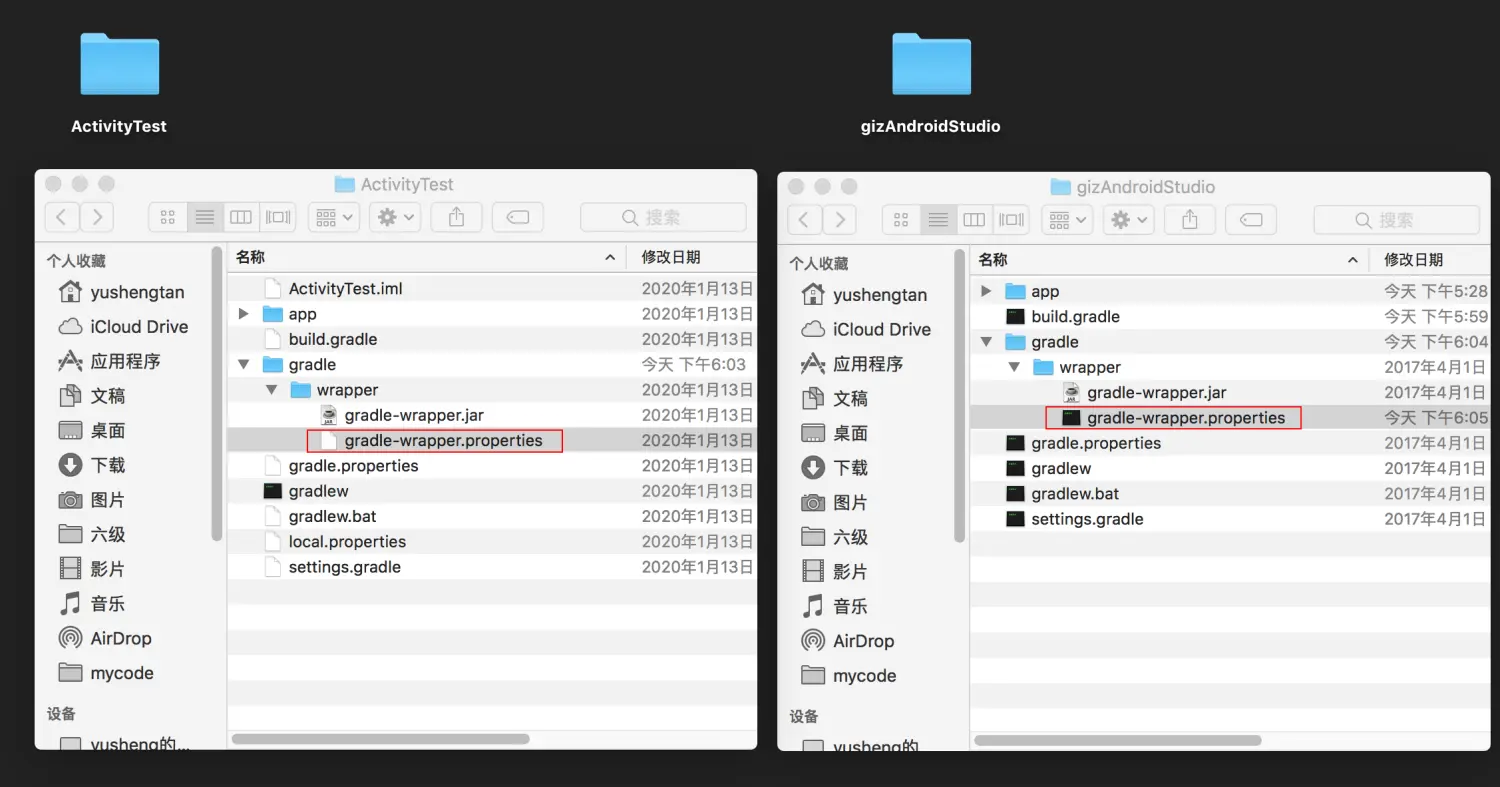 ActivityTest
gizAndroidStudio
ActivityTest
搜索
个人收藏
yushengtan
iCloud Drive
应用程序
文稿
桌面
下载
图片
六级
影片
音乐
AirDrop
mycode
设备
yusheng的...
名称 修改日期
ActivityTest.iml 2020年1月13日
app 2020年1月13日
build.gradle 2020年1月13日
gradle 今天 下午6:03
wrapper 2020年1月13日
gradle-wrapper.jar 2020年1月13日
gradle-wrapper.properties 2020年1月13日
gradle.properties 2020年1月13日
gradlew 2020年1月13日
gradlew.bat 2020年1月13日
local.properties 2020年1月13日
settings.gradle 2020年1月13日
gizAndroidStudio
搜索
个人收藏
yushengtan
iCloud Drive
应用程序
文稿
桌面
下载
图片
六级
影片
音乐
AirDrop
mycode
设备
yusheng的
名称 修改日期
app 今天 下午5:28
build.gradle 今天 下午5:59
gradle 今天 下午6:04
wrapper 2017年4月1日
gradle-wrapper.jar 2017年4月1日
gradle-wrapper.properties 今天 下午6:05
gradle.properties 2017年4月1日
gradlew 2017年4月1日
gradlew.bat 2017年4月1日
settings.gradle 2017年4月1日